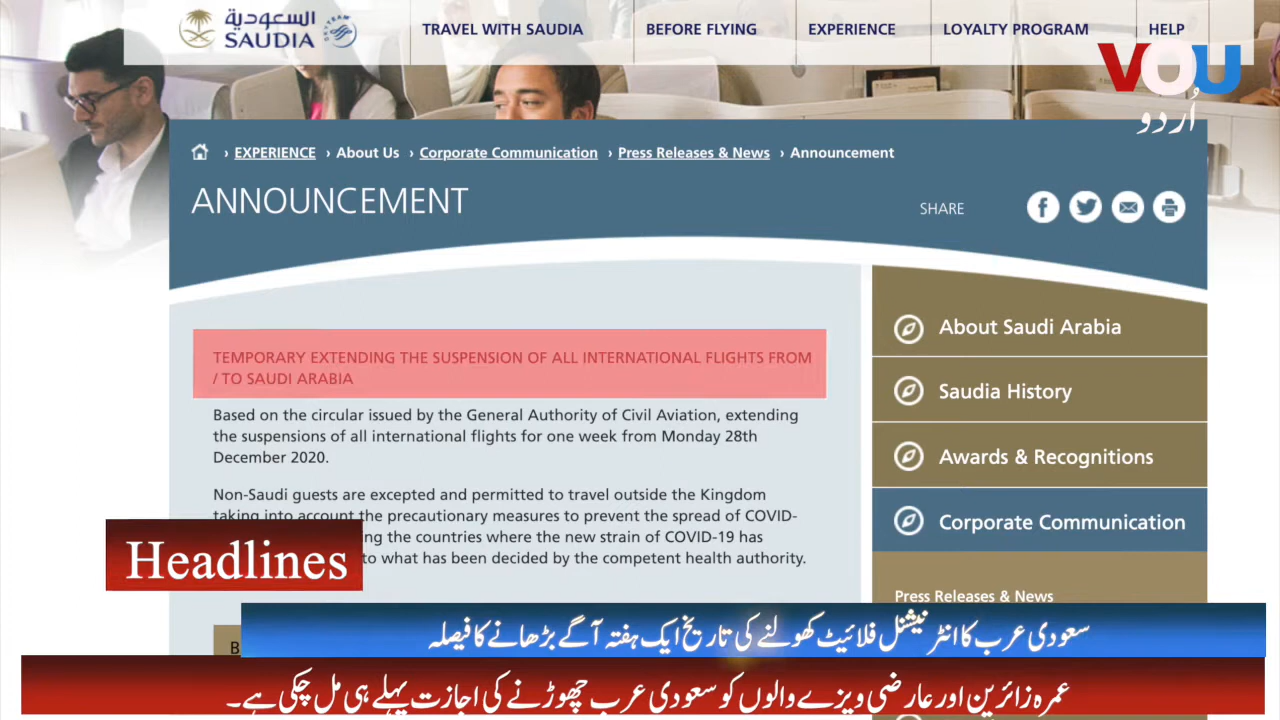 السعودية
SAUDIA
SKYTEAM
TRAVEL WITH SAUDIA
BEFORE FLYING
EXPERIENCE
LOYALTY PROGRAM
HELP
VOU
اُردو
› EXPERIENCE › About Us › Corporate Communication › Press Releases & News › Announcement
ANNOUNCEMENT
SHARE
TEMPORARY EXTENDING THE SUSPENSION OF ALL INTERNATIONAL FLIGHTS FROM
/ TO SAUDI ARABIA
Based on the circular issued by the General Authority of Civil Aviation, extending
the suspensions of all international flights for one week from Monday 28th
December 2020.
Non-Saudi guests are excepted and permitted to travel outside the Kingdom
taking into account the precautionary measures to prevent the spread of COVID-
ing the countries where the new strain of COVID-19 has
to what has been decided by the competent health authority.
About Saudi Arabia
Saudia History
Awards & Recognitions
Corporate Communication
Press Releases & News
Headlines
B
سعودی عرب کا انٹرنیشنل فلائیٹ کھولنے کی تاریخ ایک ہفتہ آگے بڑھانے کا فیصلہ
عمرہ زائرین اور عارضی ویزے والوں کو سعودی عرب چھوڑنے کی اجازت پہلے ہی مل چکی ہے۔